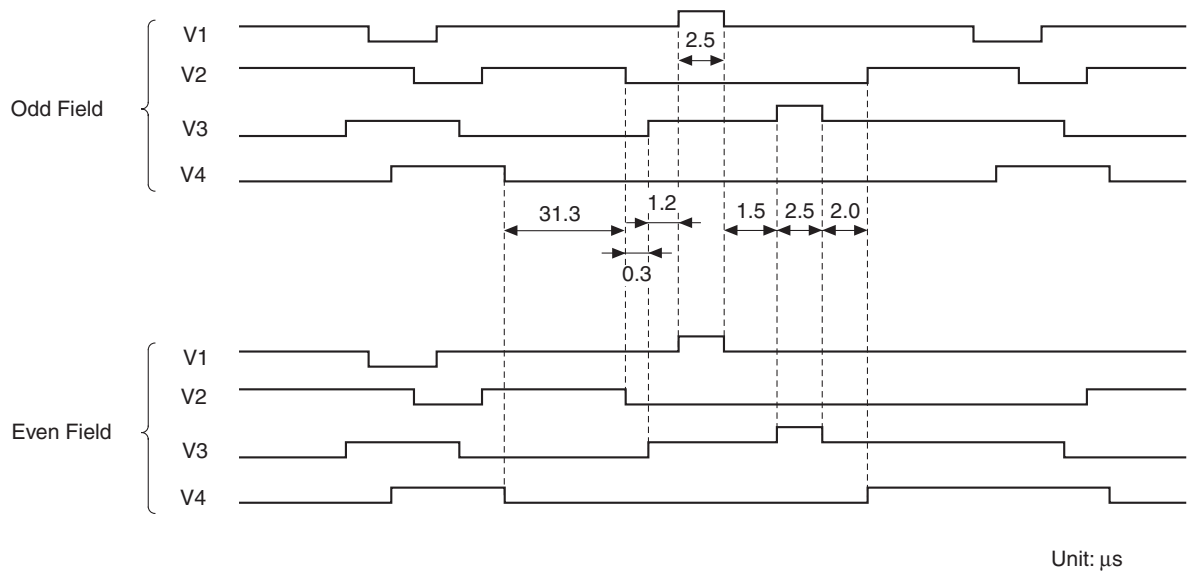 V1
2.5
V2
Odd Field
V3
V4
31.3
1.2
1.5
2.5
2.0
0.3
V1
V2
Even Field
V3
V4
Unit: μs